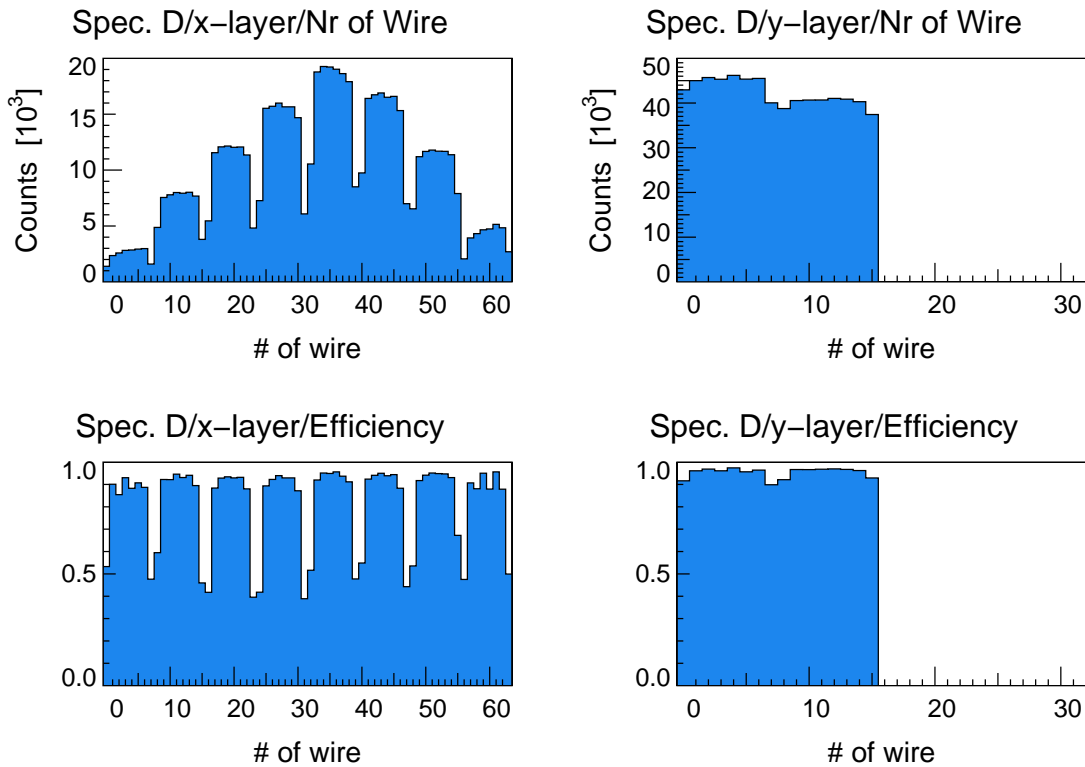 Spec. D/x−layer/Nr of Wire
Counts [10³]
20
15
10
5
0
0 10 20 30 40 50 60
# of wire
Spec. D/y−layer/Nr of Wire
Counts [10³]
50
40
30
20
10
0
0 10 20 30
# of wire
Spec. D/x−layer/Efficiency
1.0
0.5
0.0
0 10 20 30 40 50 60
# of wire
Spec. D/y−layer/Efficiency
1.0
0.5
0.0
0 10 20 30
# of wire